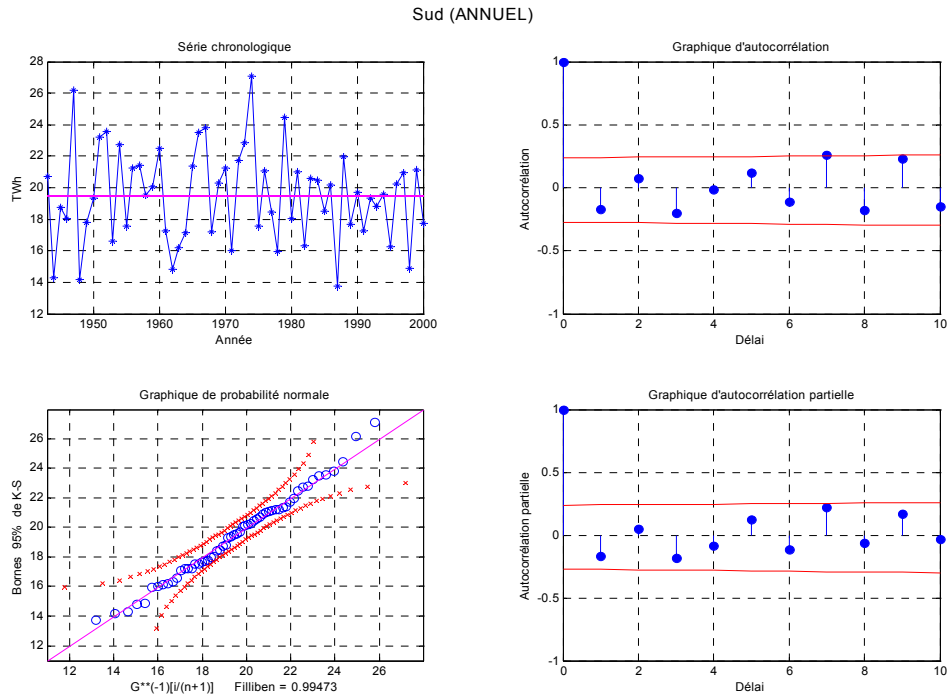 Sud (ANNUEL)
Série chronologique
28
26
24
22
20
18
16
14
12
TWh
1950 1960 1970 1980 1990 2000
Année
Graphique d'autocorrélation
1
0.5
0
-0.5
-1
Autocorrélation
0 2 4 6 8 10
Délai
Graphique de probabilité normale
26
24
22
20
18
16
14
12
Bornes 95% de K-S
12 14 16 18 20 22 24 26
G**(-1)[i/(n+1)] Filliben = 0.99473
Graphique d'autocorrélation partielle
1
0.5
0
-0.5
-1
Autocorrélation partielle
0 2 4 6 8 10
Délai